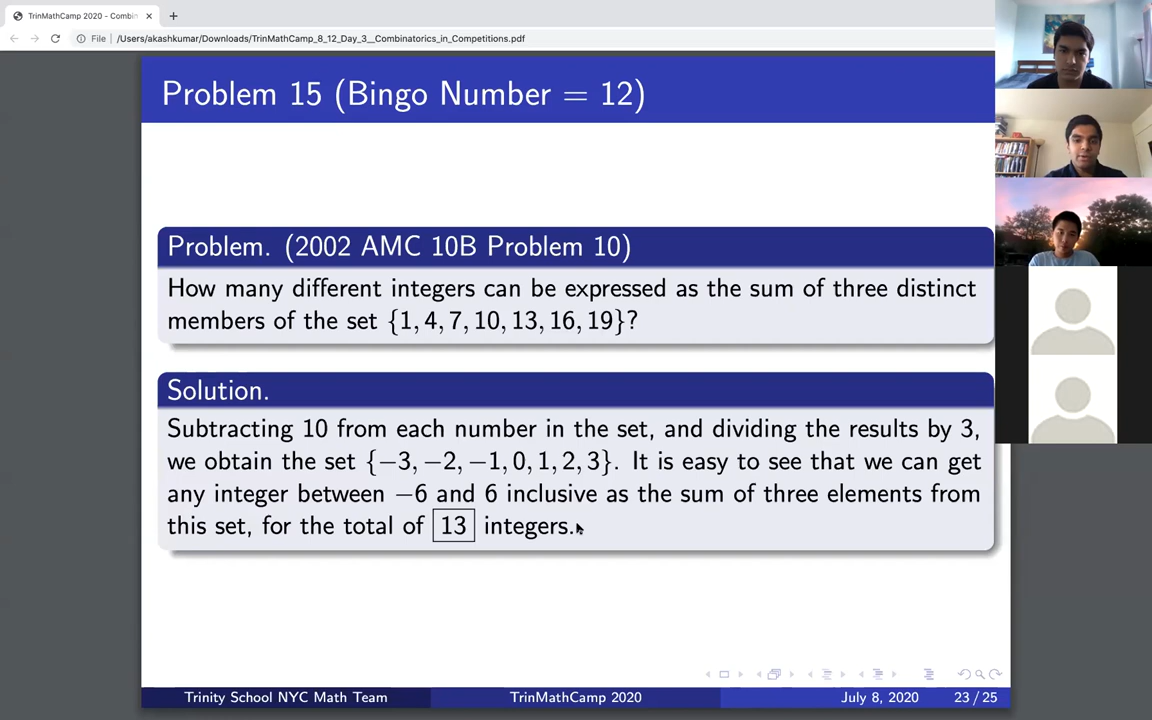 TrinMathCamp 2020 - Combin
File
/Users/akashkumar/Downloads/TrinMathCamp_8_12_Day_3__Combinatorics_in_Competitions.pdf
Problem 15 (Bingo Number = 12)
Problem. (2002 AMC 10B Problem 10)
How many different integers can be expressed as the sum of three distinct
members of the set {1, 4, 7, 10, 13, 16, 19}?
Solution.
Subtracting 10 from each number in the set, and dividing the results by 3,
we obtain the set {−3, −2, −1, 0, 1, 2, 3}. It is easy to see that we can get
any integer between −6 and 6 inclusive as the sum of three elements from
this set, for the total of 13 integers.
Trinity School NYC Math Team TrinMathCamp 2020 July 8, 2020 23 / 25